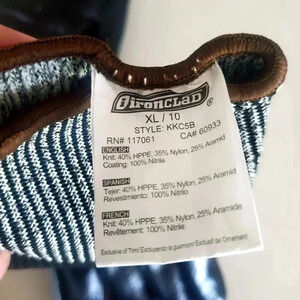 IRONCLAD
XL / 10
STYLE: KKC5B
RN# 117061 CA# 60933
ENGLISH
Knit: 40% HPPE, 35% Nylon, 25% Aramid
Coating: 100% Nitrile
SPANISH
Tejer: 40% HPPE, 35% Nylon, 25% Aramid
Revestimento: 100% Nitrilo
FRENCH
Knit: 40% HPPE, 35% Nylon, 25% Aramide
Revêtement: 100% Nitrile
Exclusive of Trim/Excluyendo la guarnición/ Exclusif de Ornement